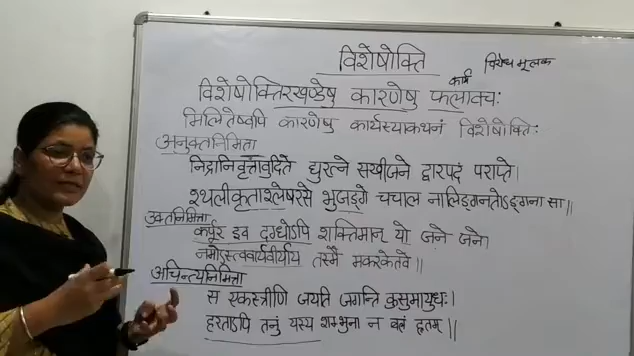 विशेषोक्ति
विरोध मूलक
कार्य
विशेषोक्तिरखण्डेषु कारणेषु फलावचः
मिलितेष्वपि कारणेषु कार्यस्याकथनं विशेषोक्तिः
अनुक्तनिमित्ता
निद्रानिवृत्तावुदिते द्युरत्ने सखीजने द्वारपदं पराप्ते।
श्थलीकृताश्लेषरसे भुजङ्गे चचाल नालिङ्गनतोऽङ्गना सा॥
उक्तनिमित्ता
कर्पूर इव दग्धोऽपि शक्तिमान् यो जने जने।
नमोऽस्त्ववार्यवीर्याय तस्मै मकरकेतवे॥
अचिन्त्यनिमित्ता
स एकस्त्रीणि जयति जगन्ति कुसुमायुधः।
हरताऽपि तनुं यस्य शम्भुना न बलं हृतम्॥